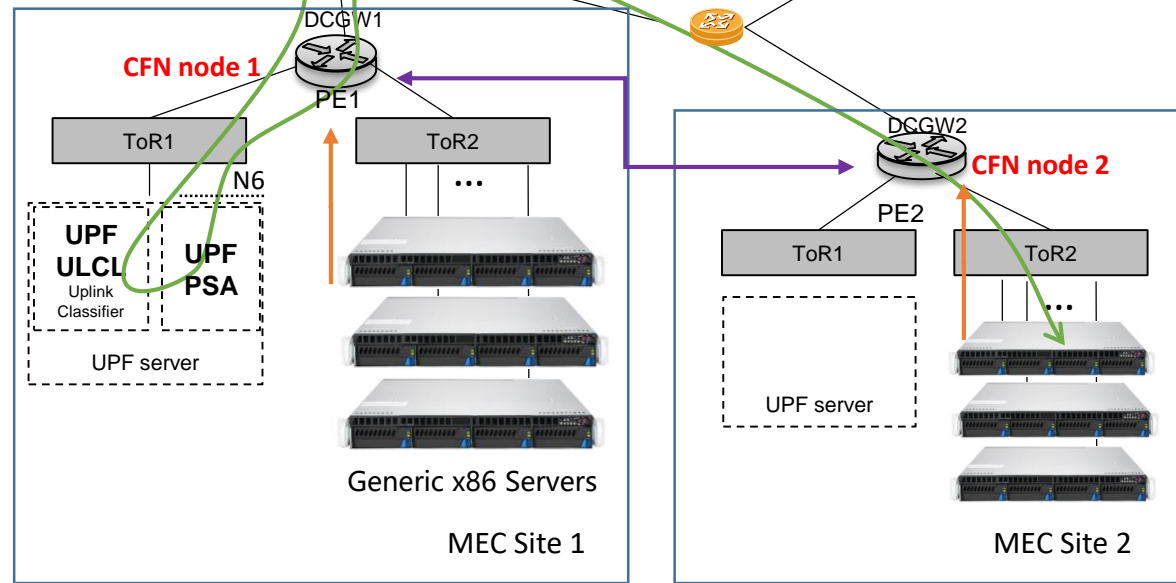 DCGW1
CFN node 1
PE1
ToR1
ToR2
N6
...
UPF
ULCL
Uplink
Classifier
UPF
PSA
UPF server
Generic x86 Servers
MEC Site 1
DCGW2
CFN node 2
PE2
ToR1
ToR2
...
UPF server
MEC Site 2